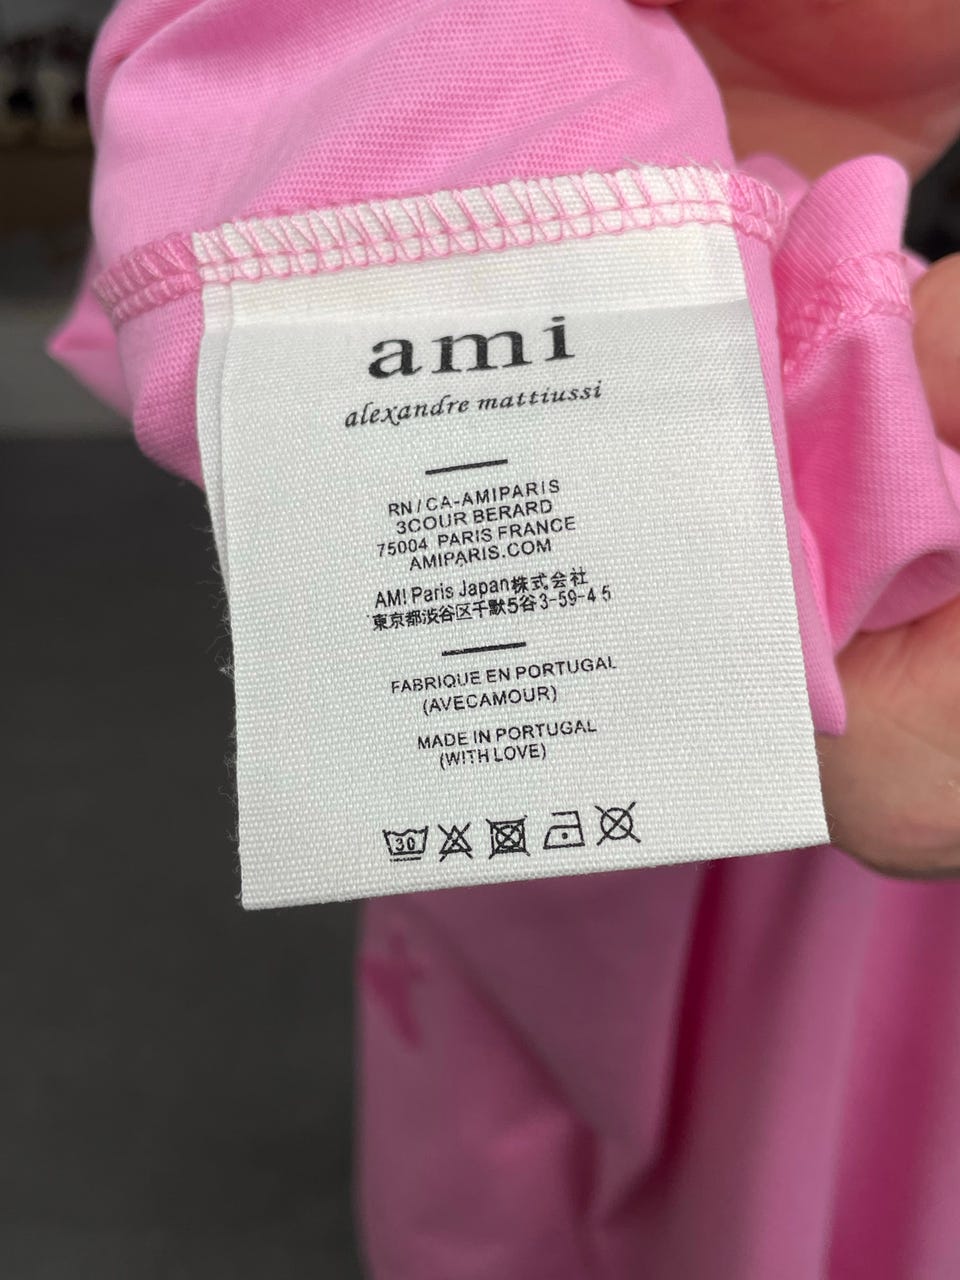 ami
alexandre mattiussi
RN/CA-AMIPARIS
3COUR BERARD
75004 PARIS FRANCE
AMIPARIS.COM
AMI Paris Japan株式会社
東京都渋谷区千駄5谷3-59-45
FABRIQUE EN PORTUGAL
(AVECAMOUR)
MADE IN PORTUGAL
(WITH LOVE)
30